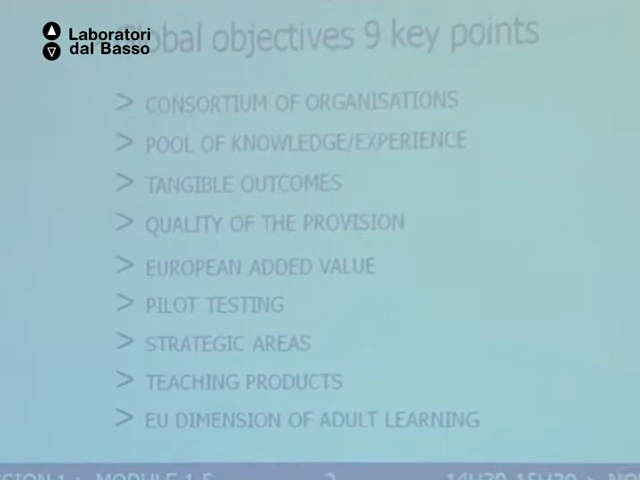 Laboratori
dal Basso
Global objectives 9 key points
> CONSORTIUM OF ORGANISATIONS
> POOL OF KNOWLEDGE/EXPERIENCE
> TANGIBLE OUTCOMES
> QUALITY OF THE PROVISION
> EUROPEAN ADDED VALUE
> PILOT TESTING
> STRATEGIC AREAS
> TEACHING PRODUCTS
> EU DIMENSION OF ADULT LEARNING
MODULE 1.5